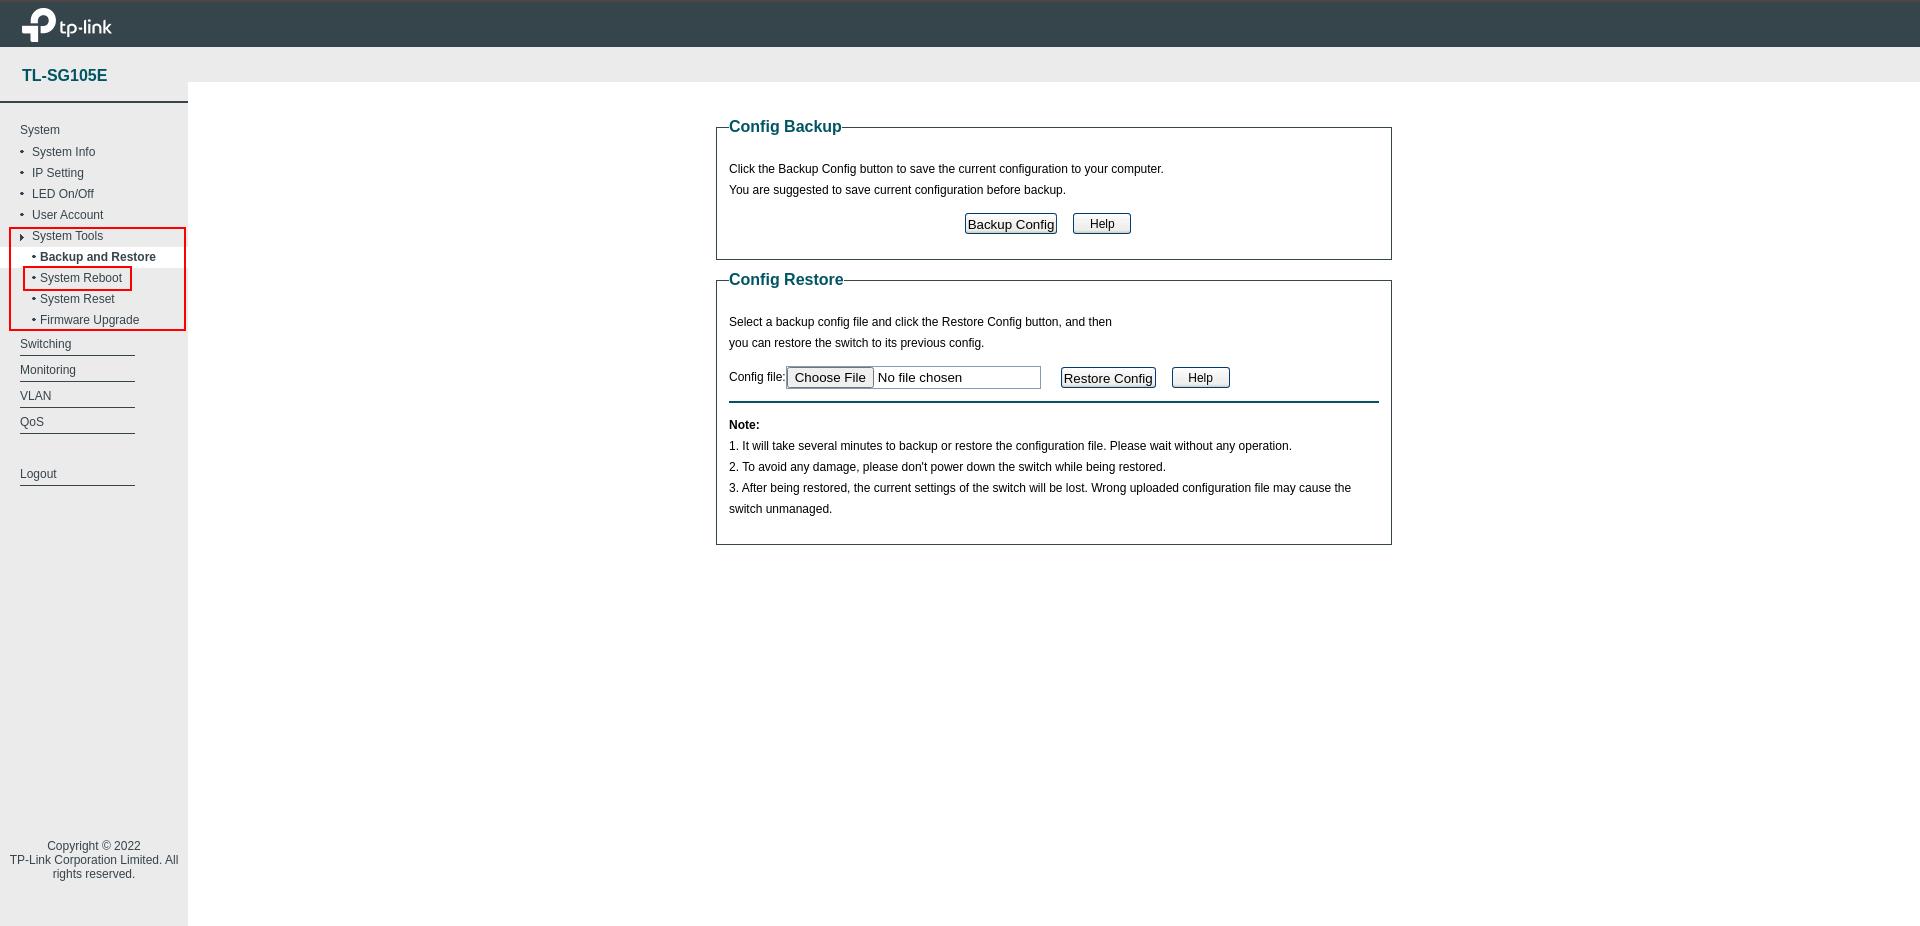 tp-link
TL-SG105E
System
System Info
IP Setting
LED On/Off
User Account
System Tools
Backup and Restore
System Reboot
System Reset
Firmware Upgrade
Switching
Monitoring
VLAN
QoS
Logout
Copyright © 2022
TP-Link Corporation Limited. All
rights reserved.
Config Backup
Click the Backup Config button to save the current configuration to your computer.
You are suggested to save current configuration before backup.
Backup Config Help
Config Restore
Select a backup config file and click the Restore Config button, and then
you can restore the switch to its previous config.
Config file: Choose File No file chosen Restore Config Help
Note:
1. It will take several minutes to backup or restore the configuration file. Please wait without any operation.
2. To avoid any damage, please don't power down the switch while being restored.
3. After being restored, the current settings of the switch will be lost. Wrong uploaded configuration file may cause the
switch unmanaged.